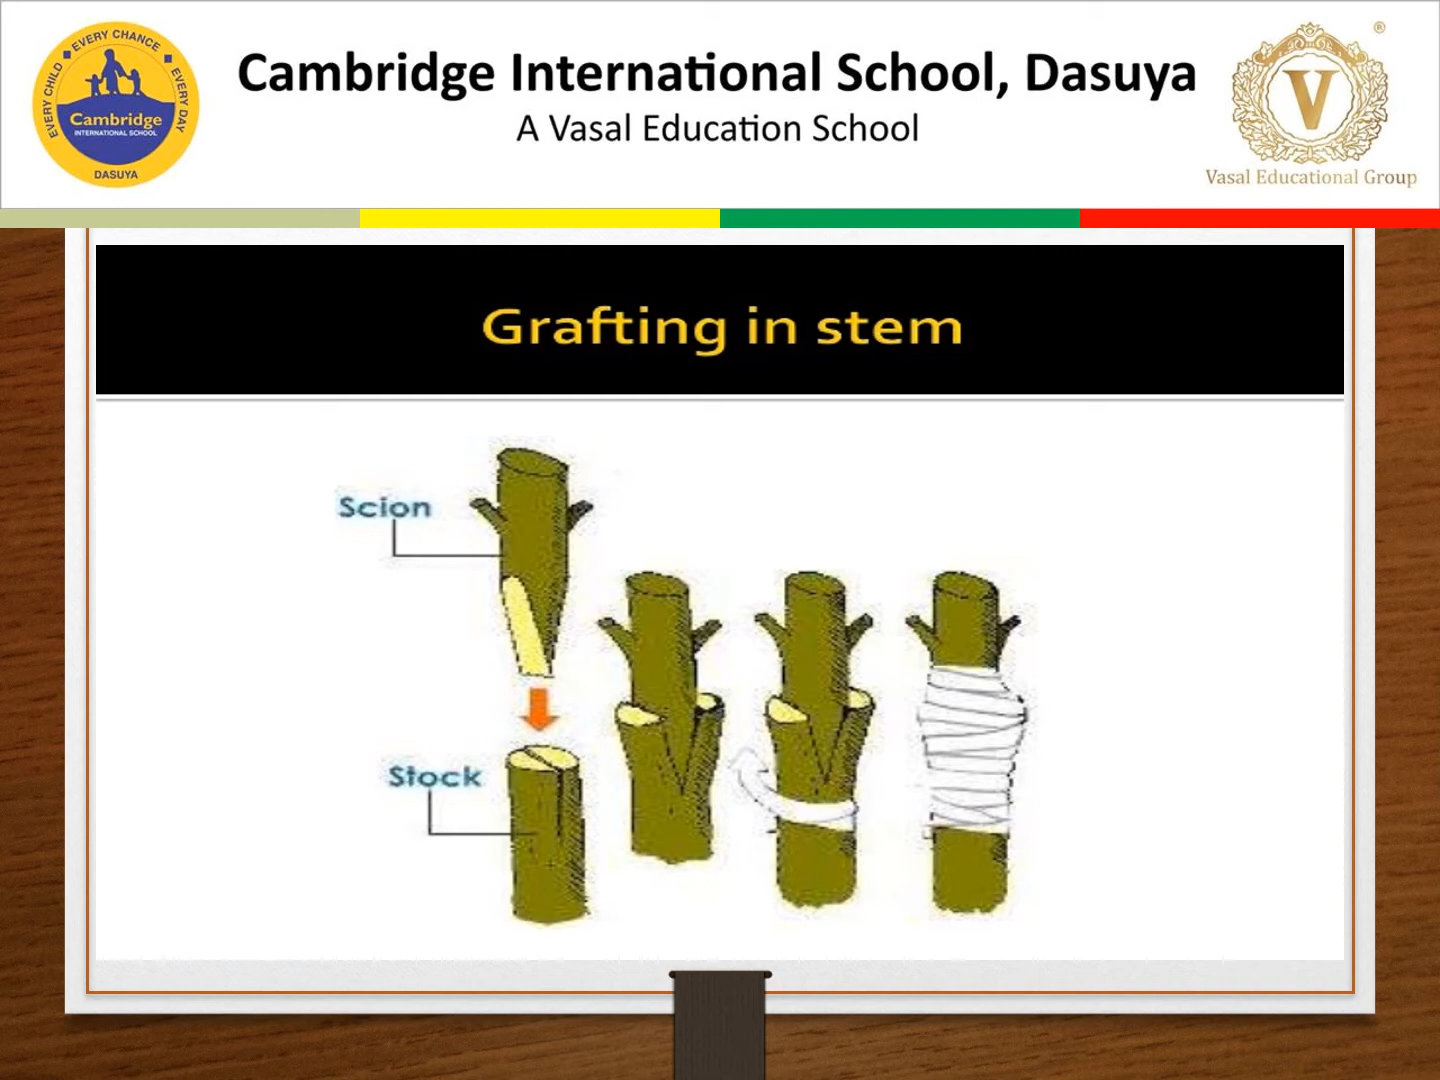 EVERY CHILD ■ EVERY CHANCE ■ EVERY DAY
Cambridge
INTERNATIONAL SCHOOL
DASUYA
Cambridge International School, Dasuya
A Vasal Education School
®
V
Vasal Educational Group
Grafting in stem
Scion
Stock